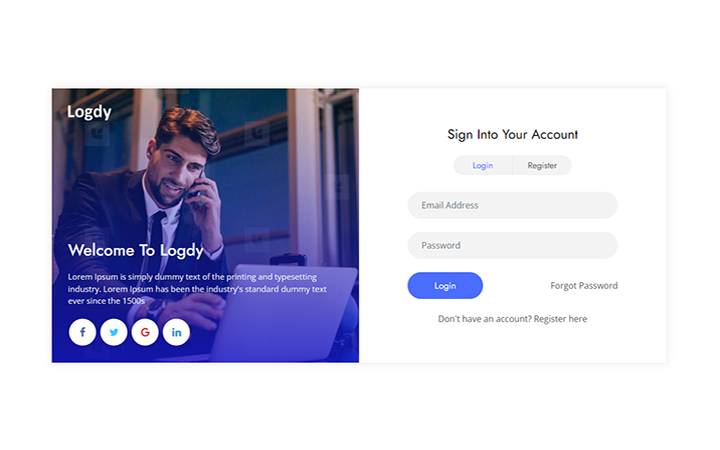 Logdy
Welcome To Logdy
Lorem Ipsum is simply dummy text of the printing and typesetting
industry. Lorem Ipsum has been the industry's standard dummy text
ever since the 1500s
Sign Into Your Account
Login Register
Email Address
Password
Login Forgot Password
Don't have an account? Register here